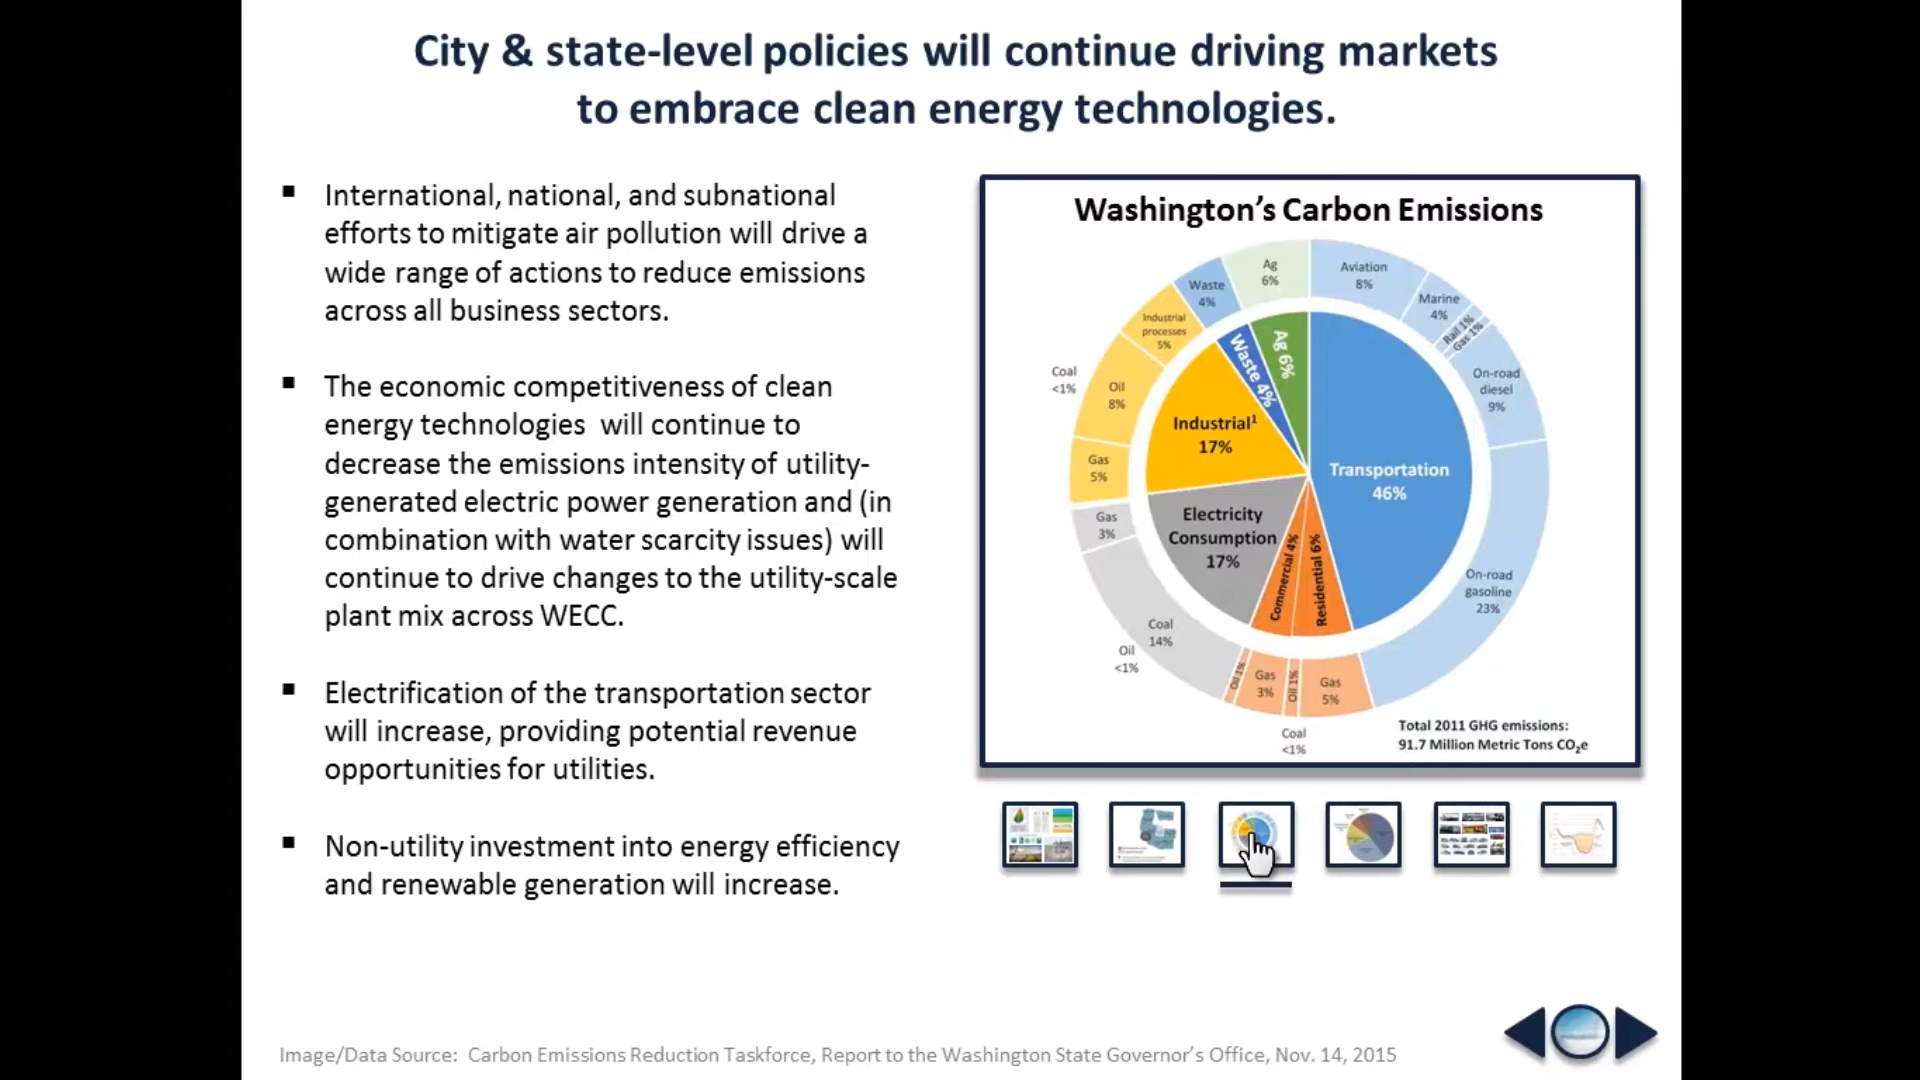 City & state-level policies will continue driving markets
to embrace clean energy technologies.
▪ International, national, and subnational
efforts to mitigate air pollution will drive a
wide range of actions to reduce emissions
across all business sectors.
▪ The economic competitiveness of clean
energy technologies will continue to
decrease the emissions intensity of utility-
generated electric power generation and (in
combination with water scarcity issues) will
continue to drive changes to the utility-scale
plant mix across WECC.
▪ Electrification of the transportation sector
will increase, providing potential revenue
opportunities for utilities.
▪ Non-utility investment into energy efficiency
and renewable generation will increase.
Washington’s Carbon Emissions
Aviation
8%
Marine
4%
Rail 1%
Gas 1%
On-road
diesel
9%
On-road
gasoline
23%
Gas
5%
Oil 1%
Coal
<1%
Gas
3%
Oil 1%
Oil
<1%
Coal
14%
Gas
3%
Gas
5%
Oil
8%
Coal
<1%
Industrial
processes
5%
Waste
4%
Ag
6%
Transportation
46%
Residential 6%
Commercial 4%
Electricity
Consumption
17%
Industrial¹
17%
Waste 4%
Ag 6%
Total 2011 GHG emissions:
91.7 Million Metric Tons CO₂e
Image/Data Source: Carbon Emissions Reduction Taskforce, Report to the Washington State Governor’s Office, Nov. 14, 2015